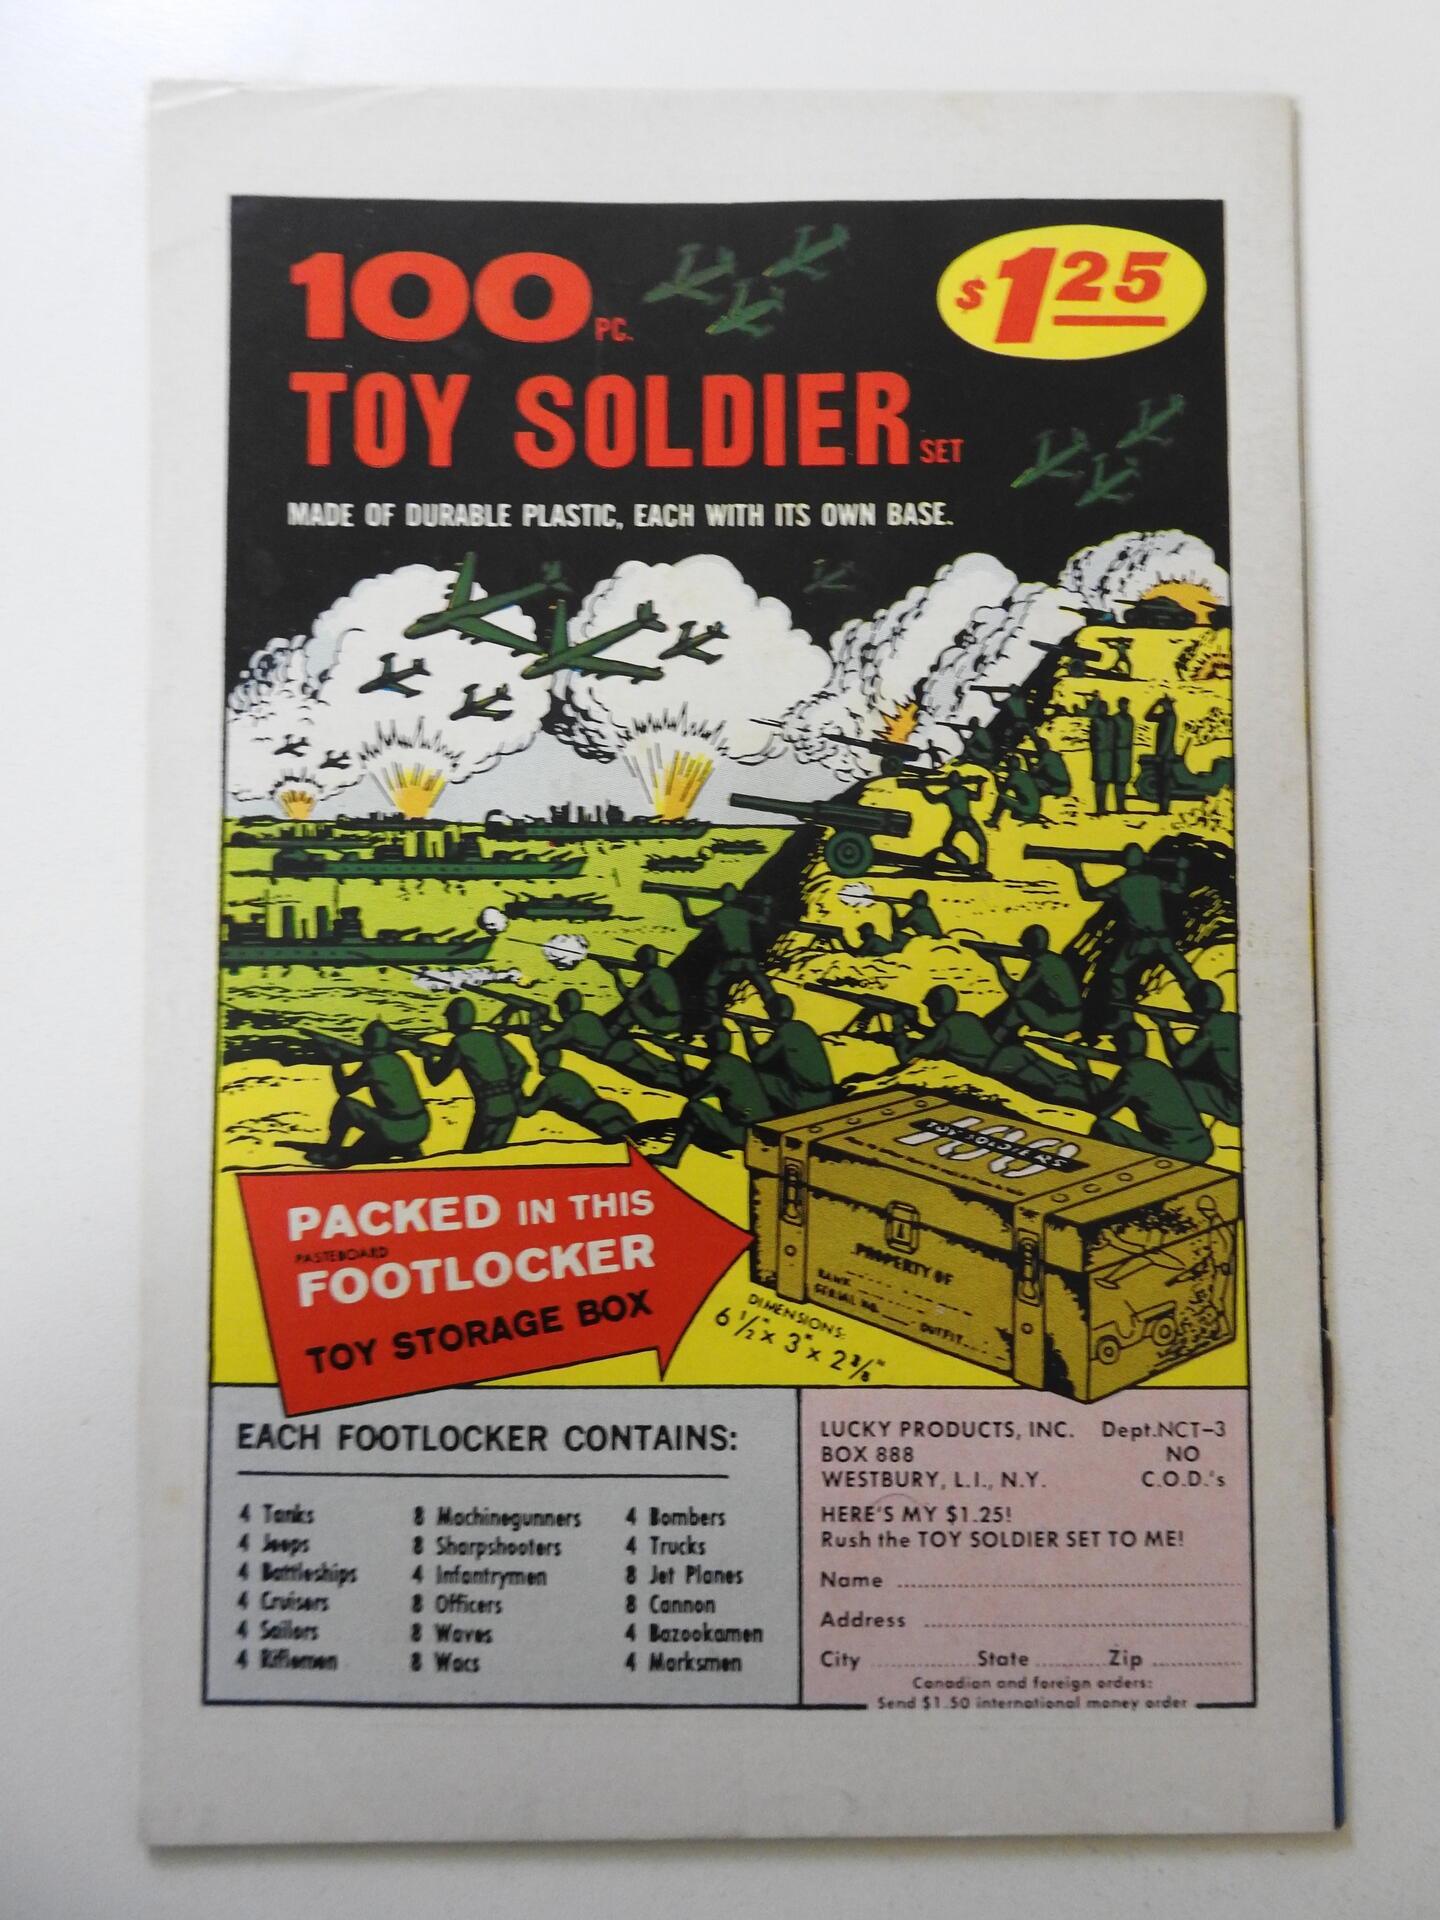 100 PC.
$1.25
TOY SOLDIER SET
MADE OF DURABLE PLASTIC, EACH WITH ITS OWN BASE.
100
TOY SOLDIERS
PACKED IN THIS
PASTEBOARD
FOOTLOCKER
TOY STORAGE BOX
PROPERTY OF
RANK
SERIAL NO.
OUTFIT
DIMENSIONS:
6 1/2" x 3" x 2 3/8"
EACH FOOTLOCKER CONTAINS:
4 Tanks
4 Jeeps
4 Battleships
4 Cruisers
4 Sailors
4 Riflemen
8 Machinegunners
8 Sharpshooters
4 Infantrymen
8 Officers
8 Waves
8 Wacs
4 Bombers
4 Trucks
8 Jet Planes
8 Cannon
4 Bazookamen
4 Marksmen
LUCKY PRODUCTS, INC. Dept.NCT-3
BOX 888 NO
WESTBURY, L.I., N.Y. C.O.D.'s
HERE'S MY $1.25!
Rush the TOY SOLDIER SET TO ME!
Name
Address
City State Zip
Canadian and foreign orders:
Send $1.50 international money order